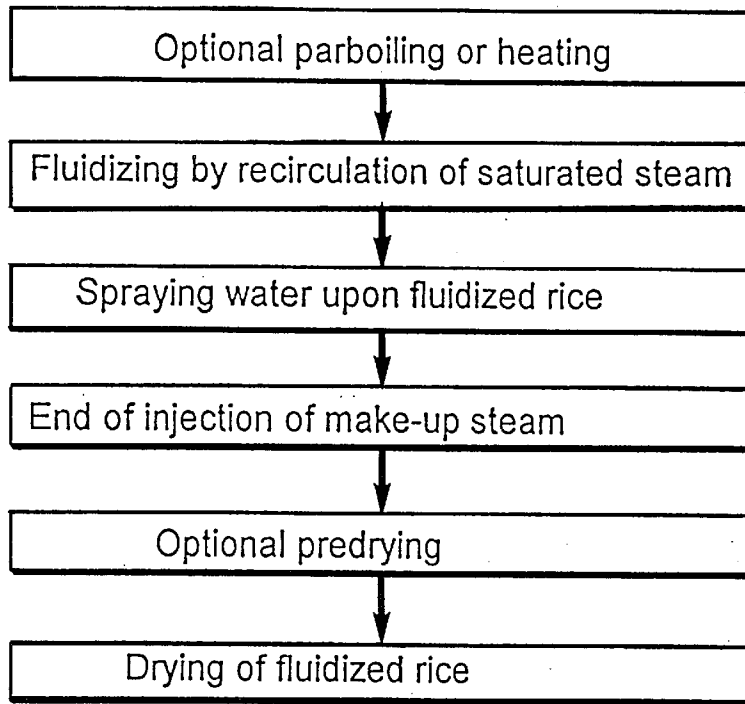 Optional parboiling or heating
Fluidizing by recirculation of saturated steam
Spraying water upon fluidized rice
End of injection of make-up steam
Optional predrying
Drying of fluidized rice